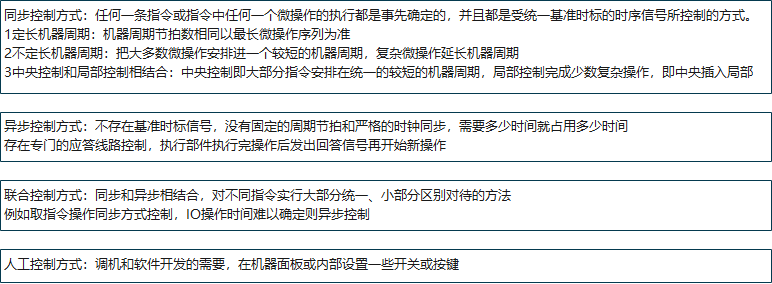 同步控制方式：任何一条指令或指令中任何一个微操作的执行都是事先确定的，并且都是受统一基准时标的时序信号所控制的方式。
1定长机器周期：机器周期节拍数相同以最长微操作序列为准
2不定长机器周期：把大多数微操作安排进一个较短的机器周期，复杂微操作延长机器周期
3中央控制和局部控制相结合：中央控制即大部分指令安排在统一的较短的机器周期，局部控制完成少数复杂操作，即中央插入局部
异步控制方式：不存在基准时标信号，没有固定的周期节拍和严格的时钟同步，需要多少时间就占用多少时间
存在专门的应答线路控制，执行部件执行完操作后发出回答信号再开始新操作
联合控制方式：同步和异步相结合，对不同指令实行大部分统一、小部分区别对待的方法
例如取指令操作同步方式控制，IO操作时间难以确定则异步控制
人工控制方式：调机和软件开发的需要，在机器面板或内部设置一些开关或按键